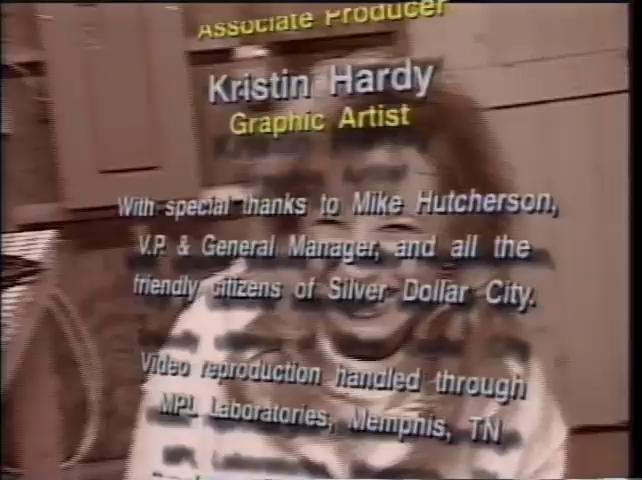 Associate Producer
Kristin Hardy
Graphic Artist
With special thanks to Mike Hutcherson,
V.P. & General Manager, and all the
friendly citizens of Silver Dollar City.
Video reproduction handled through
MPL Laboratories, Memphis, TN